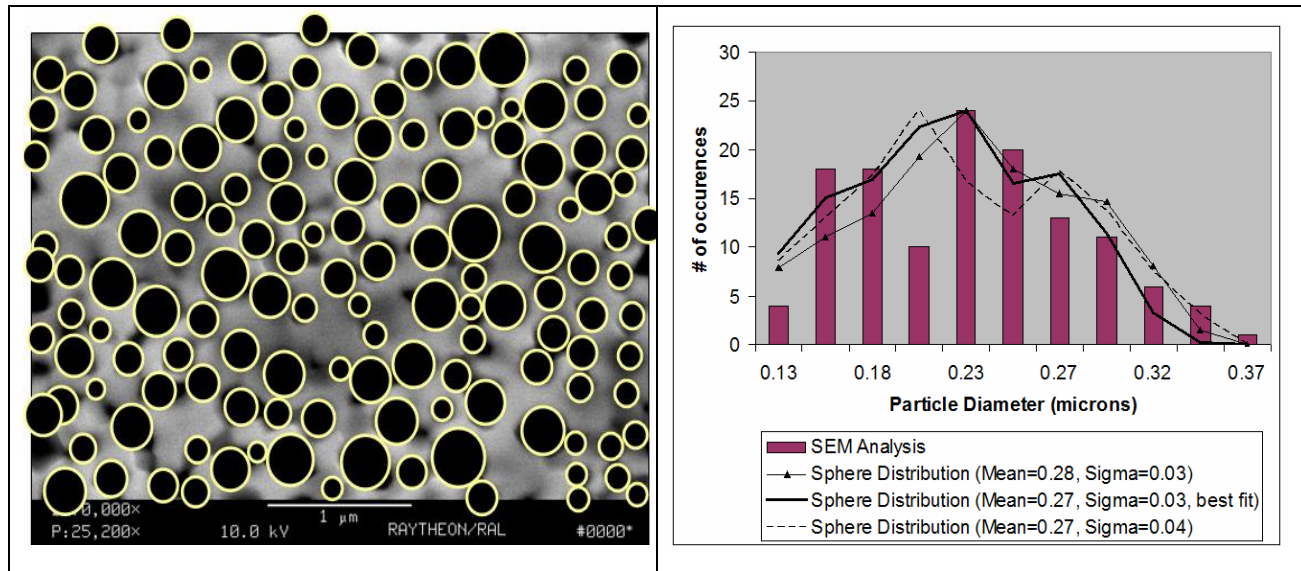 0,000×
1 µm
P:25,200× 10.0 kV RAYTHEON/RAL #0000*
30
25
20
15
10
5
0
# of occurences
0.13 0.18 0.23 0.27 0.32 0.37
Particle Diameter (microns)
SEM Analysis
Sphere Distribution (Mean=0.28, Sigma=0.03)
Sphere Distribution (Mean=0.27, Sigma=0.03, best fit)
Sphere Distribution (Mean=0.27, Sigma=0.04)